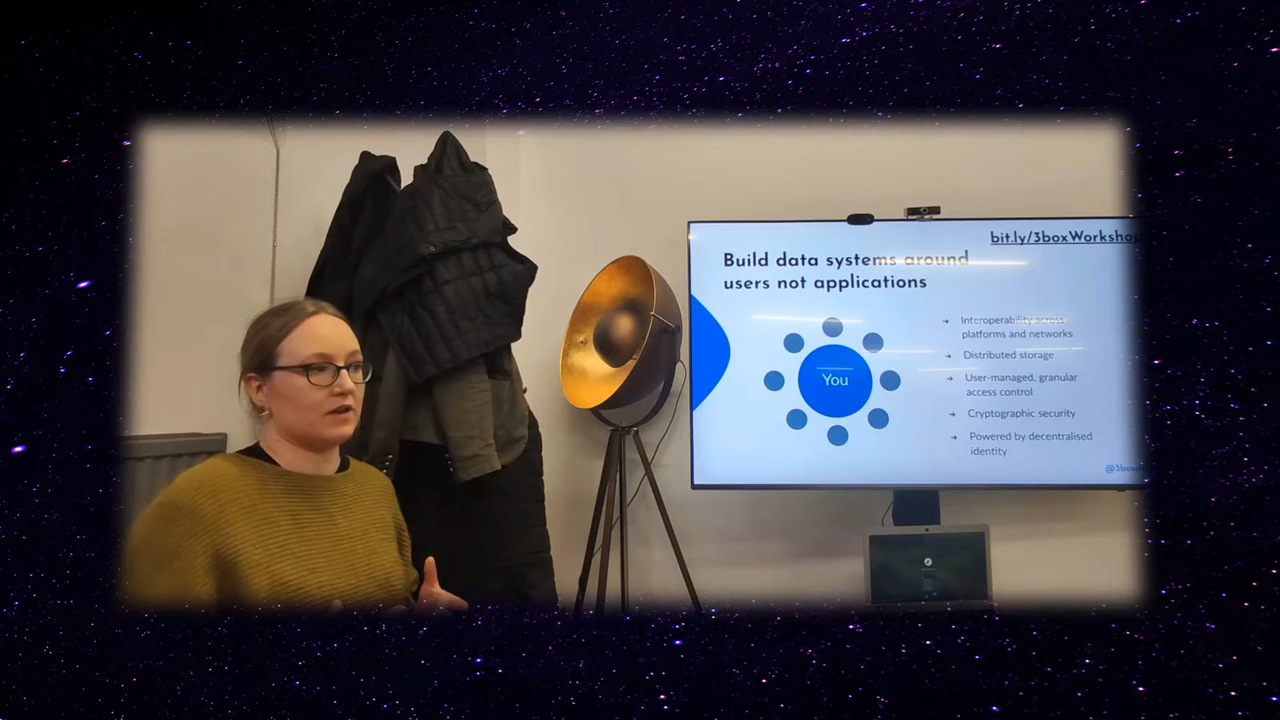 bit.ly/3boxWorkshop
Build data systems around
users not applications
You
→ Interoperability across
platforms and networks
→ Distributed storage
→ User-managed, granular
access control
→ Cryptographic security
→ Powered by decentralised
identity